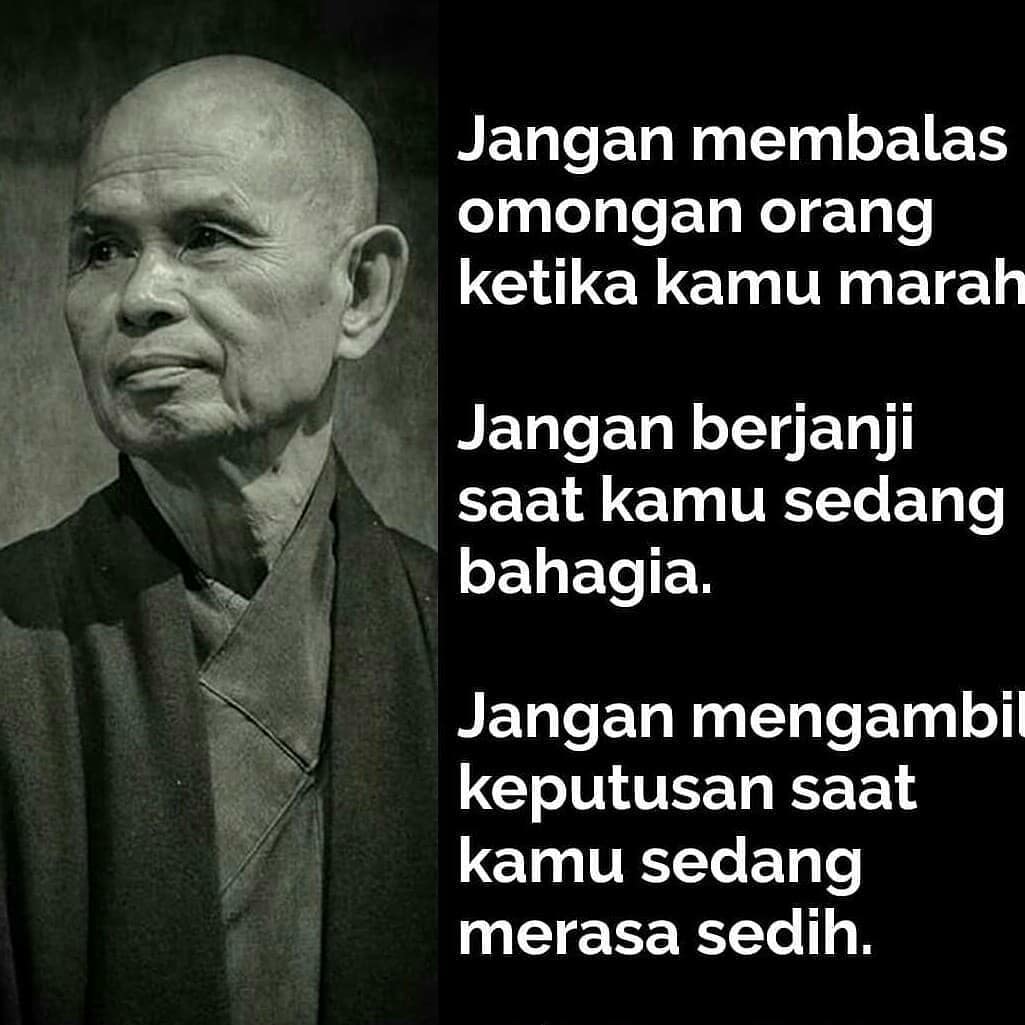 Jangan membalas
omongan orang
ketika kamu marah
Jangan berjanji
saat kamu sedang
bahagia.
Jangan mengambil
keputusan saat
kamu sedang
merasa sedih.